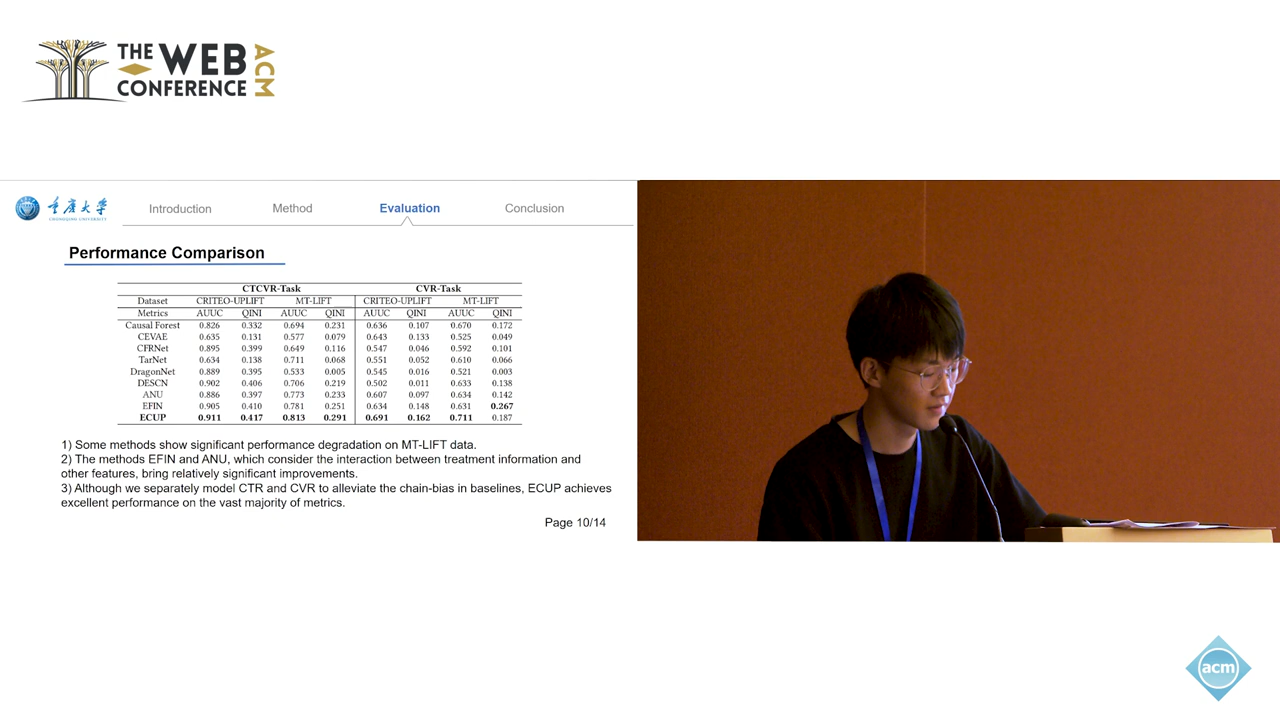 THE WEB CONFERENCE ACM
重庆大学
CHONGQING UNIVERSITY
Introduction Method Evaluation Conclusion
Performance Comparison
CTCVR-Task CVR-Task
Dataset CRITEO-UPLIFT MT-LIFT CRITEO-UPLIFT MT-LIFT
Metrics AUUC QINI AUUC QINI AUUC QINI AUUC QINI
Causal Forest 0.826 0.332 0.694 0.231 0.636 0.107 0.670 0.172
CEVAE 0.635 0.131 0.577 0.079 0.643 0.133 0.525 0.049
CFRNet 0.895 0.399 0.649 0.116 0.547 0.046 0.592 0.101
TarNet 0.634 0.138 0.711 0.068 0.551 0.052 0.610 0.066
DragonNet 0.889 0.395 0.533 0.005 0.545 0.016 0.521 0.003
DESCN 0.902 0.406 0.706 0.219 0.502 0.011 0.633 0.138
ANU 0.886 0.397 0.773 0.233 0.607 0.097 0.634 0.142
EFIN 0.905 0.410 0.781 0.251 0.634 0.148 0.631 0.267
ECUP 0.911 0.417 0.813 0.291 0.691 0.162 0.711 0.187
1) Some methods show significant performance degradation on MT-LIFT data.
2) The methods EFIN and ANU, which consider the interaction between treatment information and
other features, bring relatively significant improvements.
3) Although we separately model CTR and CVR to alleviate the chain-bias in baselines, ECUP achieves
excellent performance on the vast majority of metrics.
Page 10/14
acm